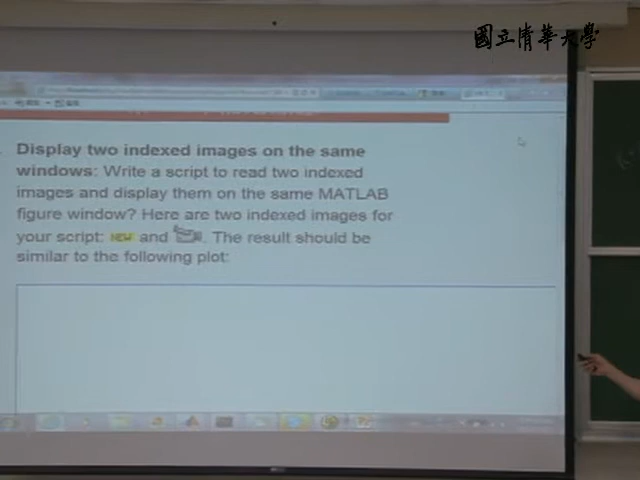 國立清華大學
Display two indexed images on the same
windows: Write a script to read two indexed
images and display them on the same MATLAB
figure window? Here are two indexed images for
your script: NEW and . The result should be
similar to the following plot: